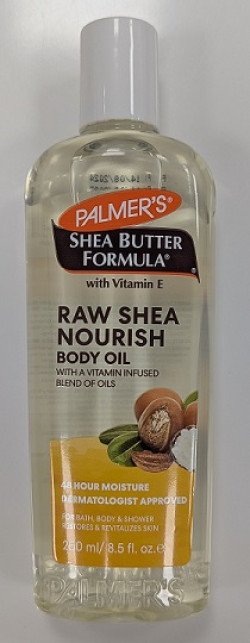 PALMER'S®
SHEA BUTTER
FORMULA®
with Vitamin E
RAW SHEA
NOURISH
BODY OIL
WITH A VITAMIN INFUSED
BLEND OF OILS
48 HOUR MOISTURE
DERMATOLOGIST APPROVED
FOR BATH, BODY & SHOWER
RESTORES & REVITALIZES SKIN
250 ml/8.5 fl. oz.e
PALMER'S